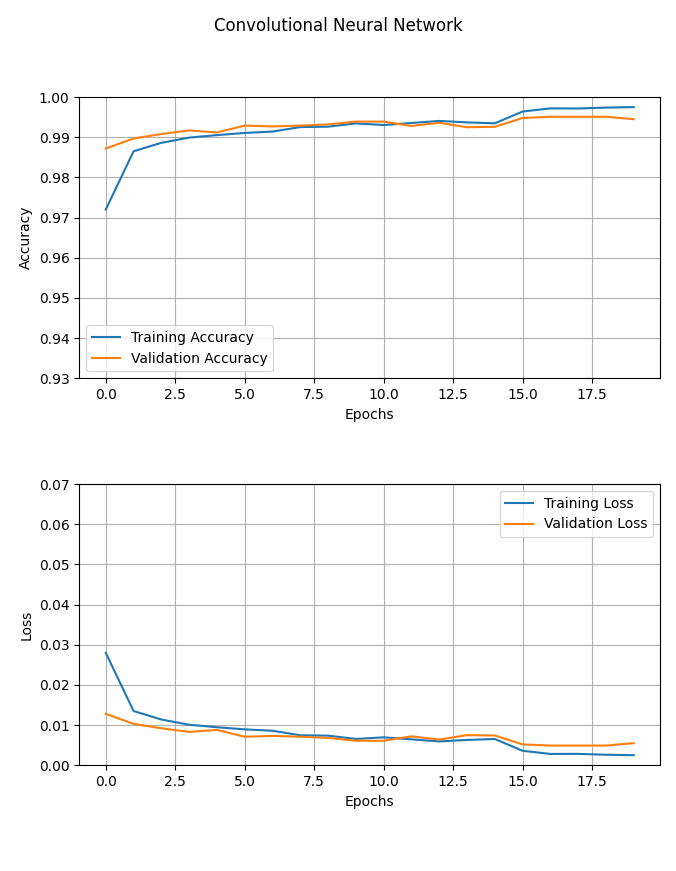 Convolutional Neural Network
1.00
0.99
0.98
0.97
0.96
0.95
0.94
0.93
Accuracy
Training Accuracy
Validation Accuracy
0.0 2.5 5.0 7.5 10.0 12.5 15.0 17.5
Epochs
0.07
0.06
0.05
0.04
0.03
0.02
0.01
0.00
Loss
Training Loss
Validation Loss
0.0 2.5 5.0 7.5 10.0 12.5 15.0 17.5
Epochs